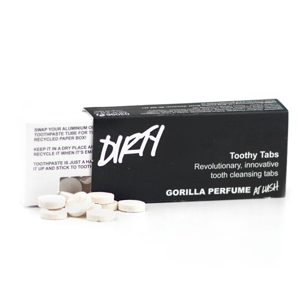 SWAP YOUR ALUMINIUM
TOOTHPASTE TUBE FOR
RECYCLED PAPER BOX!
KEEP IT IN A DRY PLACE
RECYCLE IT WHEN IT'S
TOOTHPASTE IS JUST A
IT UP AND STICK TO
DIRTY
Toothy Tabs
Revolutionary, innovative
tooth cleansing tabs
GORILLA PERFUME AT LUSH